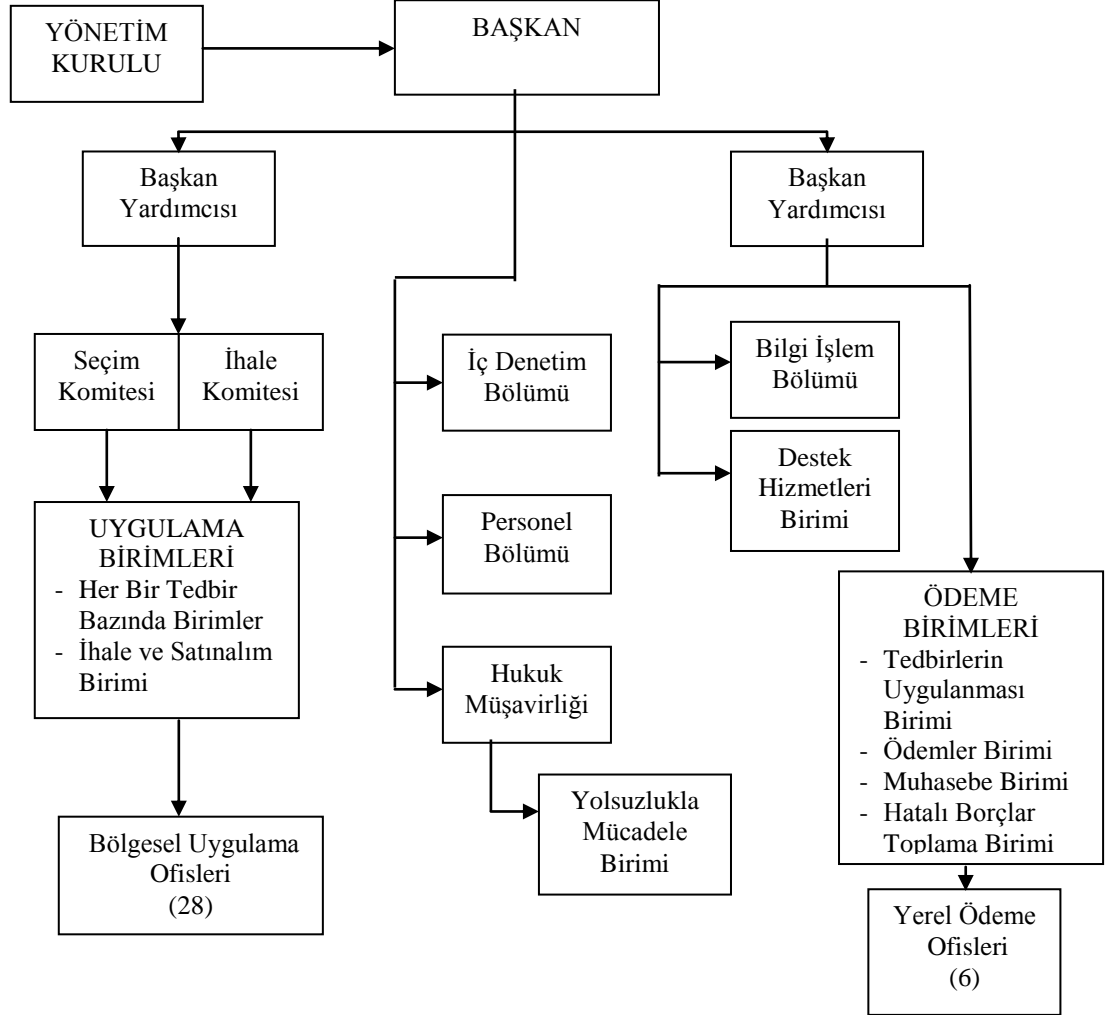 YÖNETİM
KURULU
BAŞKAN
Başkan
Yardımcısı
Başkan
Yardımcısı
Seçim
Komitesi
İhale
Komitesi
İç Denetim
Bölümü
Bilgi İşlem
Bölümü
Destek
Hizmetleri
Birimi
UYGULAMA
BİRİMLERİ
- Her Bir Tedbir
Bazında Birimler
- İhale ve Satınalım
Birimi
Personel
Bölümü
ÖDEME
BİRİMLERİ
- Tedbirlerin
Uygulanması
Birimi
- Ödemler Birimi
- Muhasebe Birimi
- Hatalı Borçlar
Toplama Birimi
Hukuk
Müşavirliği
Yolsuzlukla
Mücadele
Birimi
Bölgesel Uygulama
Ofisleri
(28)
Yerel Ödeme
Ofisleri
(6)